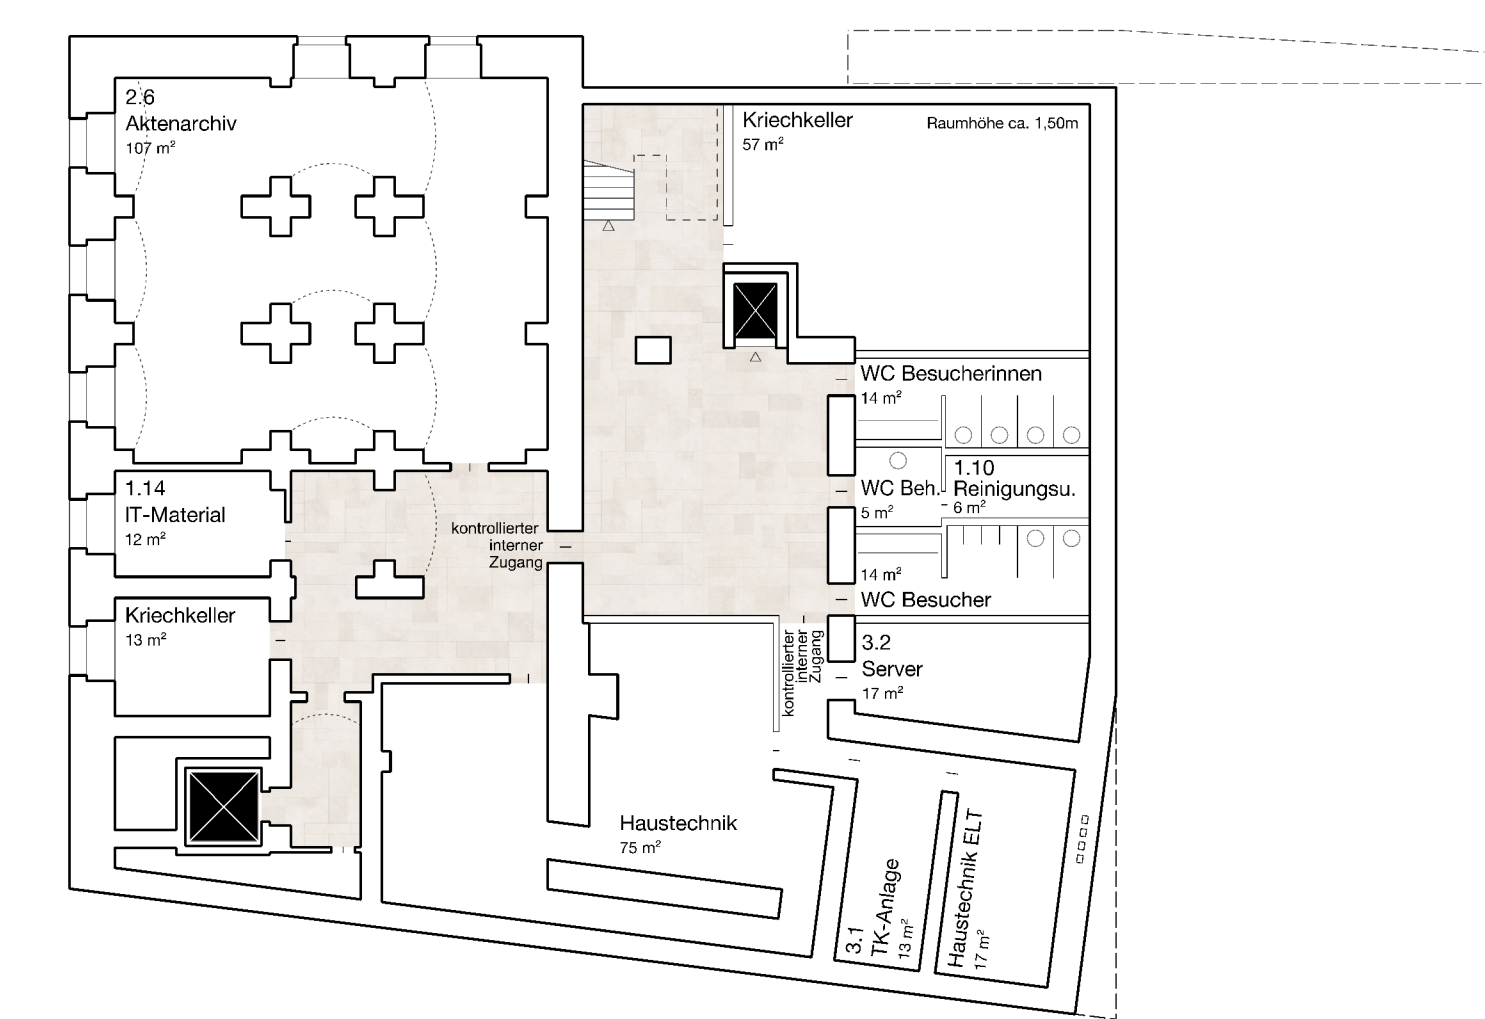 2.6
Aktenarchiv
107 m²
Kriechkeller
57 m²
Raumhöhe ca. 1,50m
WC Besucherinnen
14 m²
WC Beh.
5 m²
1.10
Reinigungsu.
6 m²
14 m²
WC Besucher
1.14
IT-Material
12 m²
kontrollierter
interner
Zugang
Kriechkeller
13 m²
kontrollierter
interner
Zugang
3.2
Server
17 m²
Haustechnik
75 m²
3.1
TK-Anlage
13 m²
Haustechnik ELT
17 m²